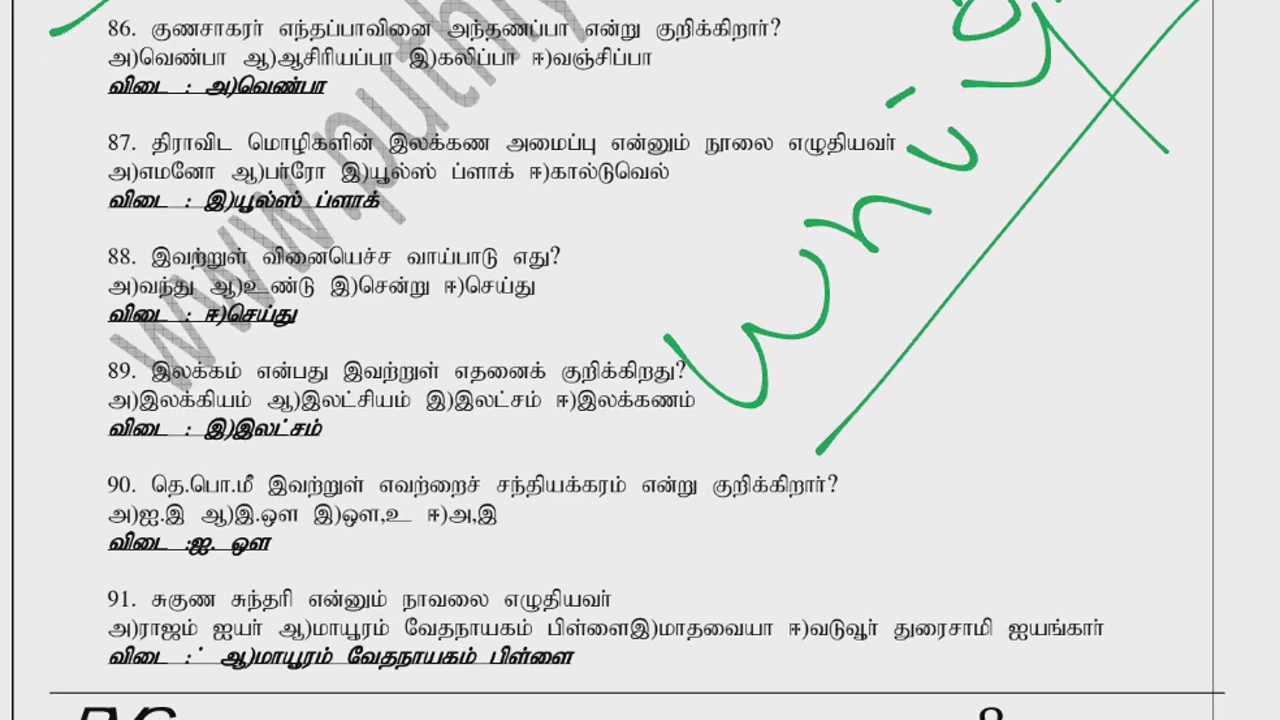 86. குணசாகரர் எந்தப்பாவினை அந்தணப்பா என்று குறிக்கிறார்?
அ)வெண்பா ஆ)ஆசிரியப்பா இ)கலிப்பா ஈ)வஞ்சிப்பா
விடை : அ)வெண்பா
87. திராவிட மொழிகளின் இலக்கண அமைப்பு என்னும் நூலை எழுதியவர்
அ)எமனோ ஆ)பர்ரோ இ)யூல்ஸ் ப்ளாக் ஈ)கால்டுவெல்
விடை : இ)யூல்ஸ் ப்ளாக்
88. இவற்றுள் வினையெச்ச வாய்பாடு எது?
அ)வந்து ஆ)உண்டு இ)சென்று ஈ)செய்து
விடை : ஈ)செய்து
89. இலக்கம் என்பது இவற்றுள் எதனைக் குறிக்கிறது?
அ)இலக்கியம் ஆ)இலட்சியம் இ)இலட்சம் ஈ)இலக்கணம்
விடை : இ)இலட்சம்
90. தெ.பொ.மீ இவற்றுள் எவற்றைச் சந்தியக்கரம் என்று குறிக்கிறார்?
அ)ஐ.இ ஆ)இ.ஔ இ)ஔ,உ ஈ)அ,இ
விடை :ஐ. ஔ
91. சுகுண சுந்தரி என்னும் நாவலை எழுதியவர்
அ)ராஜம் ஐயர் ஆ)மாயூரம் வேதநாயகம் பிள்ளைஇ)மாதவையா ஈ)வடுவூர் துரைசாமி ஐயங்கார்
விடை :' ஆ)மாயூரம் வேதநாயகம் பிள்ளை